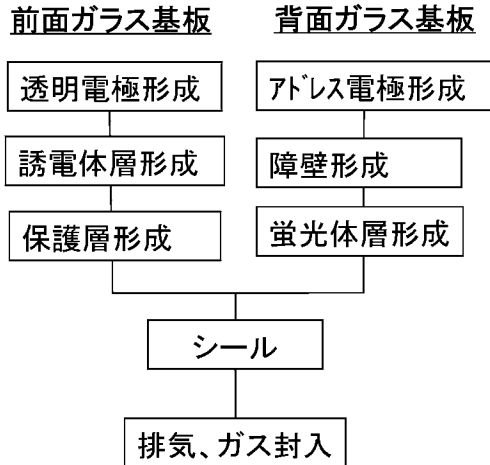 前面ガラス基板
背面ガラス基板
透明電極形成
アドレス電極形成
誘電体層形成
障壁形成
保護層形成
蛍光体層形成
シール
排気、ガス封入